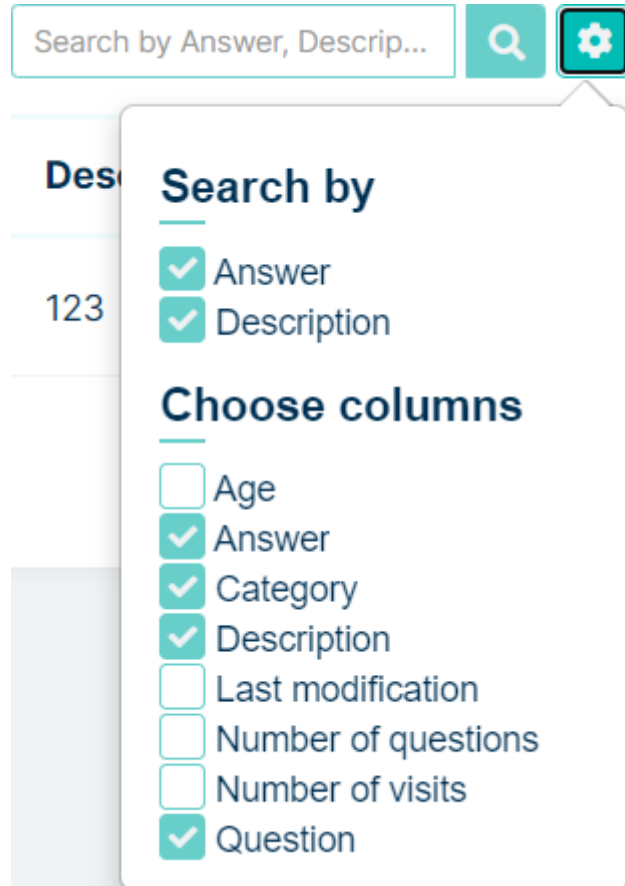 Search by Answer, Descrip...
Des
Search by
123
Answer
Description
Choose columns
Age
Answer
Category
Description
Last modification
Number of questions
Number of visits
Question